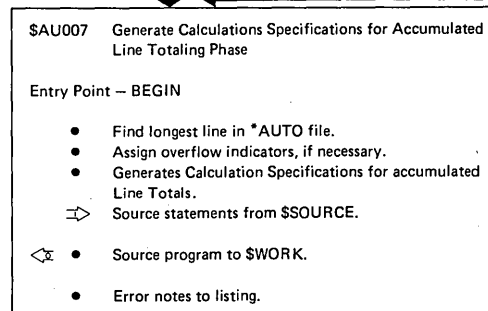 $AU007 Generate Calculations Specifications for Accumulated
Line Totaling Phase
Entry Point — BEGIN
• Find longest line in *AUTO file.
• Assign overflow indicators, if necessary.
• Generates Calculation Specifications for accumulated
Line Totals.
Source statements from $SOURCE.
• Source program to $WORK.
• Error notes to listing.